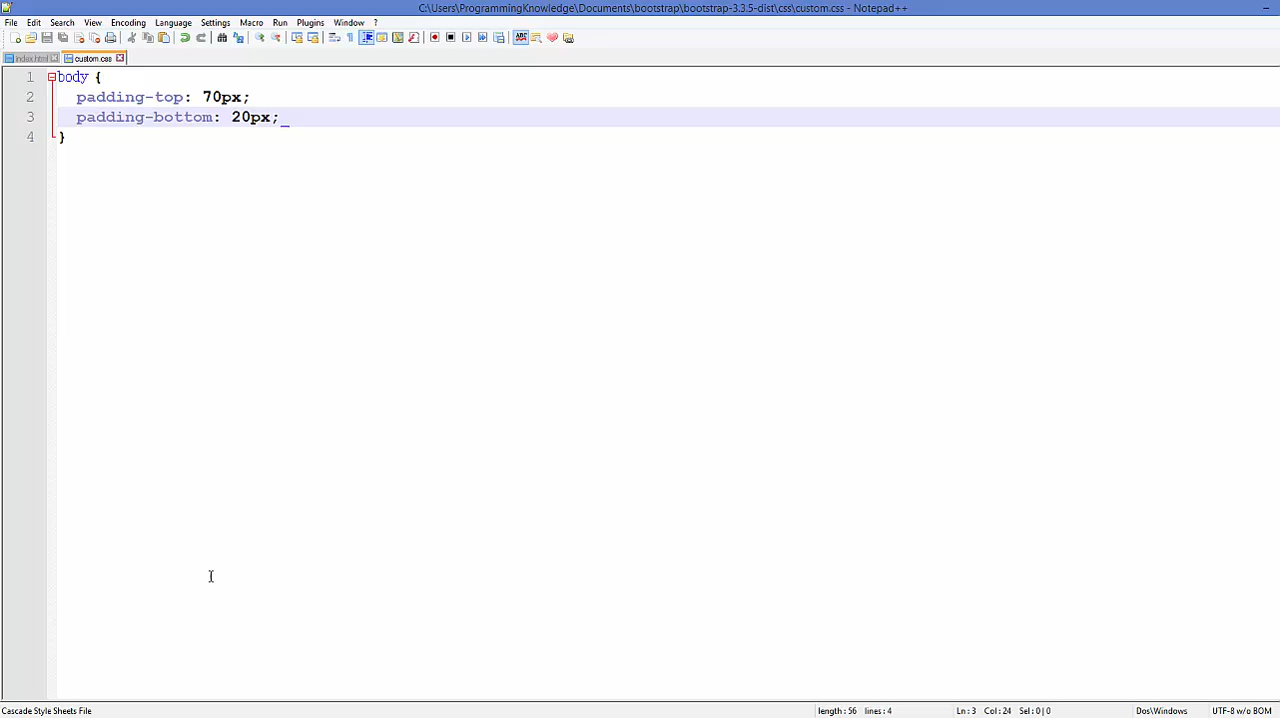 C:\Users\ProgrammingKnowledge\Documents\bootstrap\bootstrap-3.3.5-dist\css\custom.css - Notepad++
File Edit Search View Encoding Language Settings Macro Run Plugins Window ?
index.html custom.css
1 body {
2 padding-top: 70px;
3 padding-bottom: 20px;
4 }
Cascade Style Sheets File length : 56 lines : 4 Ln : 3 Col : 24 Sel : 0 | 0 Dos\Windows UTF-8 w/o BOM